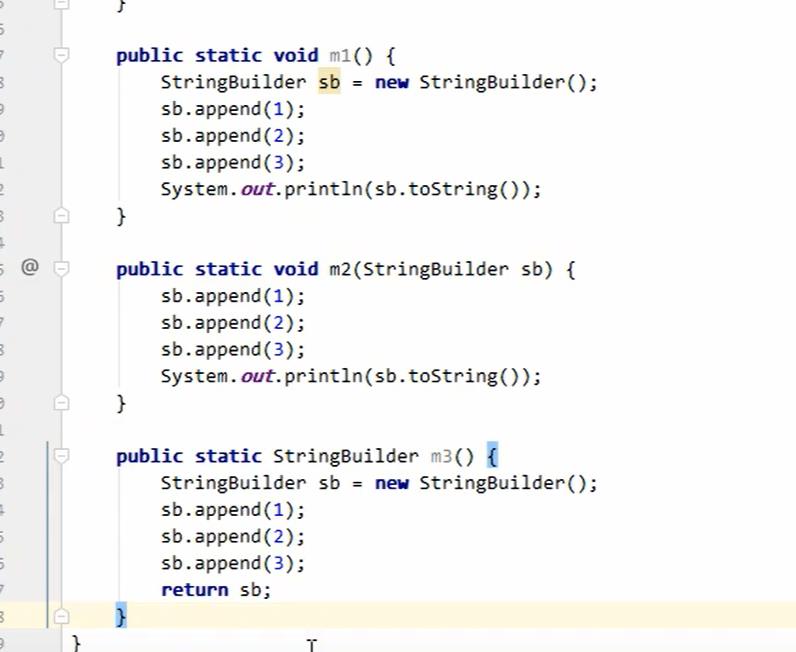 }
public static void m1() {
StringBuilder sb = new StringBuilder();
sb.append(1);
sb.append(2);
sb.append(3);
System.out.println(sb.toString());
}
@ public static void m2(StringBuilder sb) {
sb.append(1);
sb.append(2);
sb.append(3);
System.out.println(sb.toString());
}
public static StringBuilder m3() {
StringBuilder sb = new StringBuilder();
sb.append(1);
sb.append(2);
sb.append(3);
return sb;
}
}